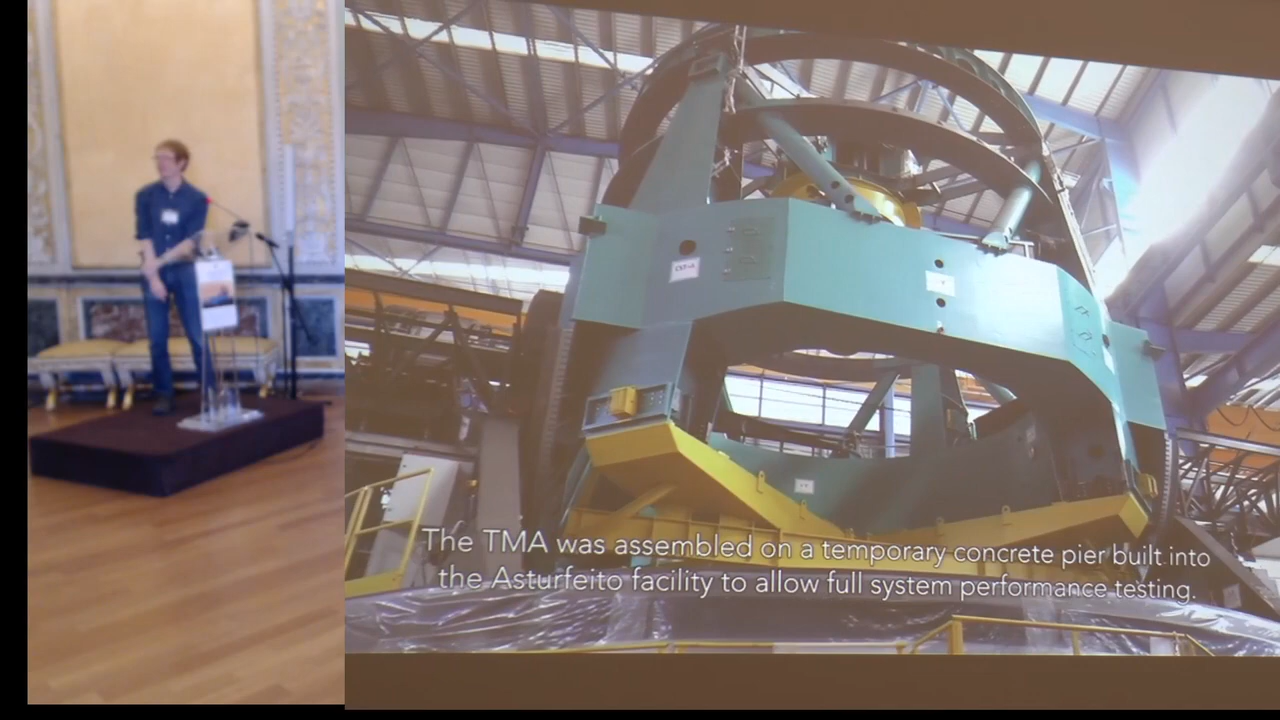 The TMA was assembled on a temporary concrete pier built into
the Asturfeito facility to allow full system performance testing.